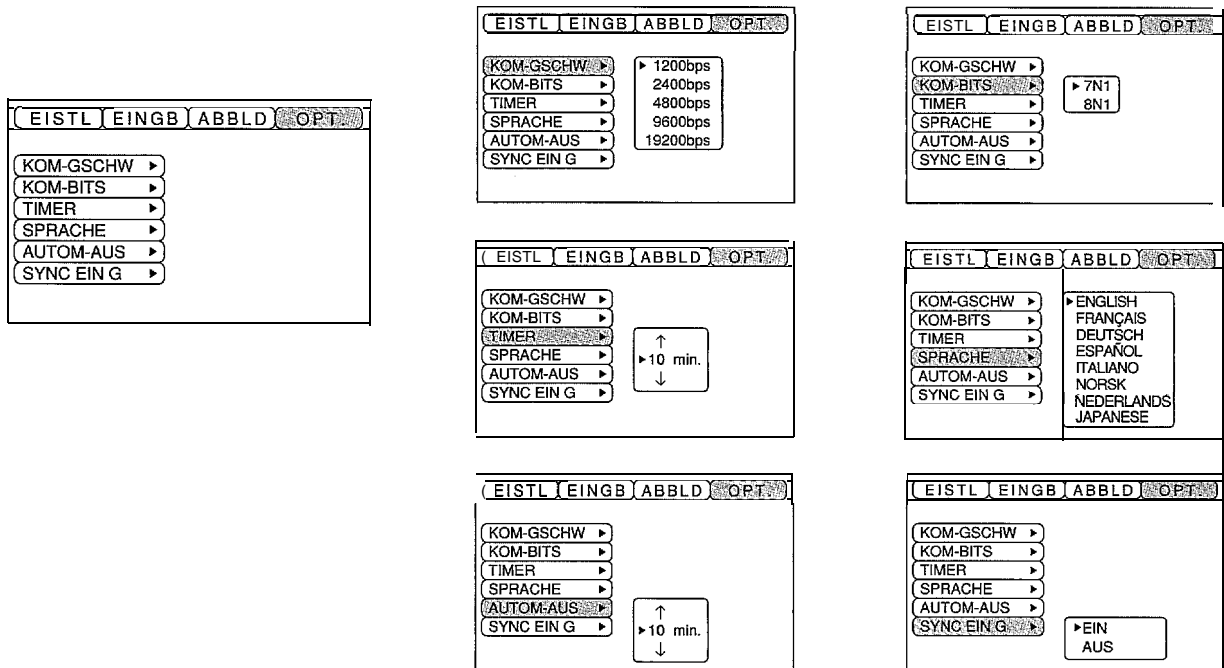 EISTL EINGB ABBLD OPT.
KOM-GSCHW ▸
KOM-BITS ▸
TIMER ▸
SPRACHE ▸
AUTOM-AUS ▸
SYNC EIN G ▸
EISTL EINGB ABBLD OPT.
KOM-GSCHW ▸ ▸ 1200bps
KOM-BITS ▸ 2400bps
TIMER ▸ 4800bps
SPRACHE ▸ 9600bps
AUTOM-AUS ▸ 19200bps
SYNC EIN G ▸
EISTL EINGB ABBLD OPT.
KOM-GSCHW ▸
KOM-BITS ▸ ▸ 7N1
TIMER ▸ 8N1
SPRACHE ▸
AUTOM-AUS ▸
SYNC EIN G ▸
EISTL EINGB ABBLD OPT.
KOM-GSCHW ▸
KOM-BITS ▸
TIMER ▸ ↑
SPRACHE ▸ ▸10 min.
AUTOM-AUS ▸ ↓
SYNC EIN G ▸
EISTL EINGB ABBLD OPT.
KOM-GSCHW ▸ ▸ENGLISH
KOM-BITS ▸ FRANÇAIS
TIMER ▸ DEUTSCH
SPRACHE ▸ ESPAÑOL
AUTOM-AUS ▸ ITALIANO
SYNC EIN G ▸ NORSK
NEDERLANDS
JAPANESE
EISTL EINGB ABBLD OPT.
KOM-GSCHW ▸
KOM-BITS ▸
TIMER ▸
SPRACHE ▸
AUTOM-AUS ▸ ↑
SYNC EIN G ▸ ▸10 min.
↓
EISTL EINGB ABBLD OPT.
KOM-GSCHW ▸
KOM-BITS ▸
TIMER ▸
SPRACHE ▸
AUTOM-AUS ▸
SYNC EIN G ▸ ▸EIN
AUS